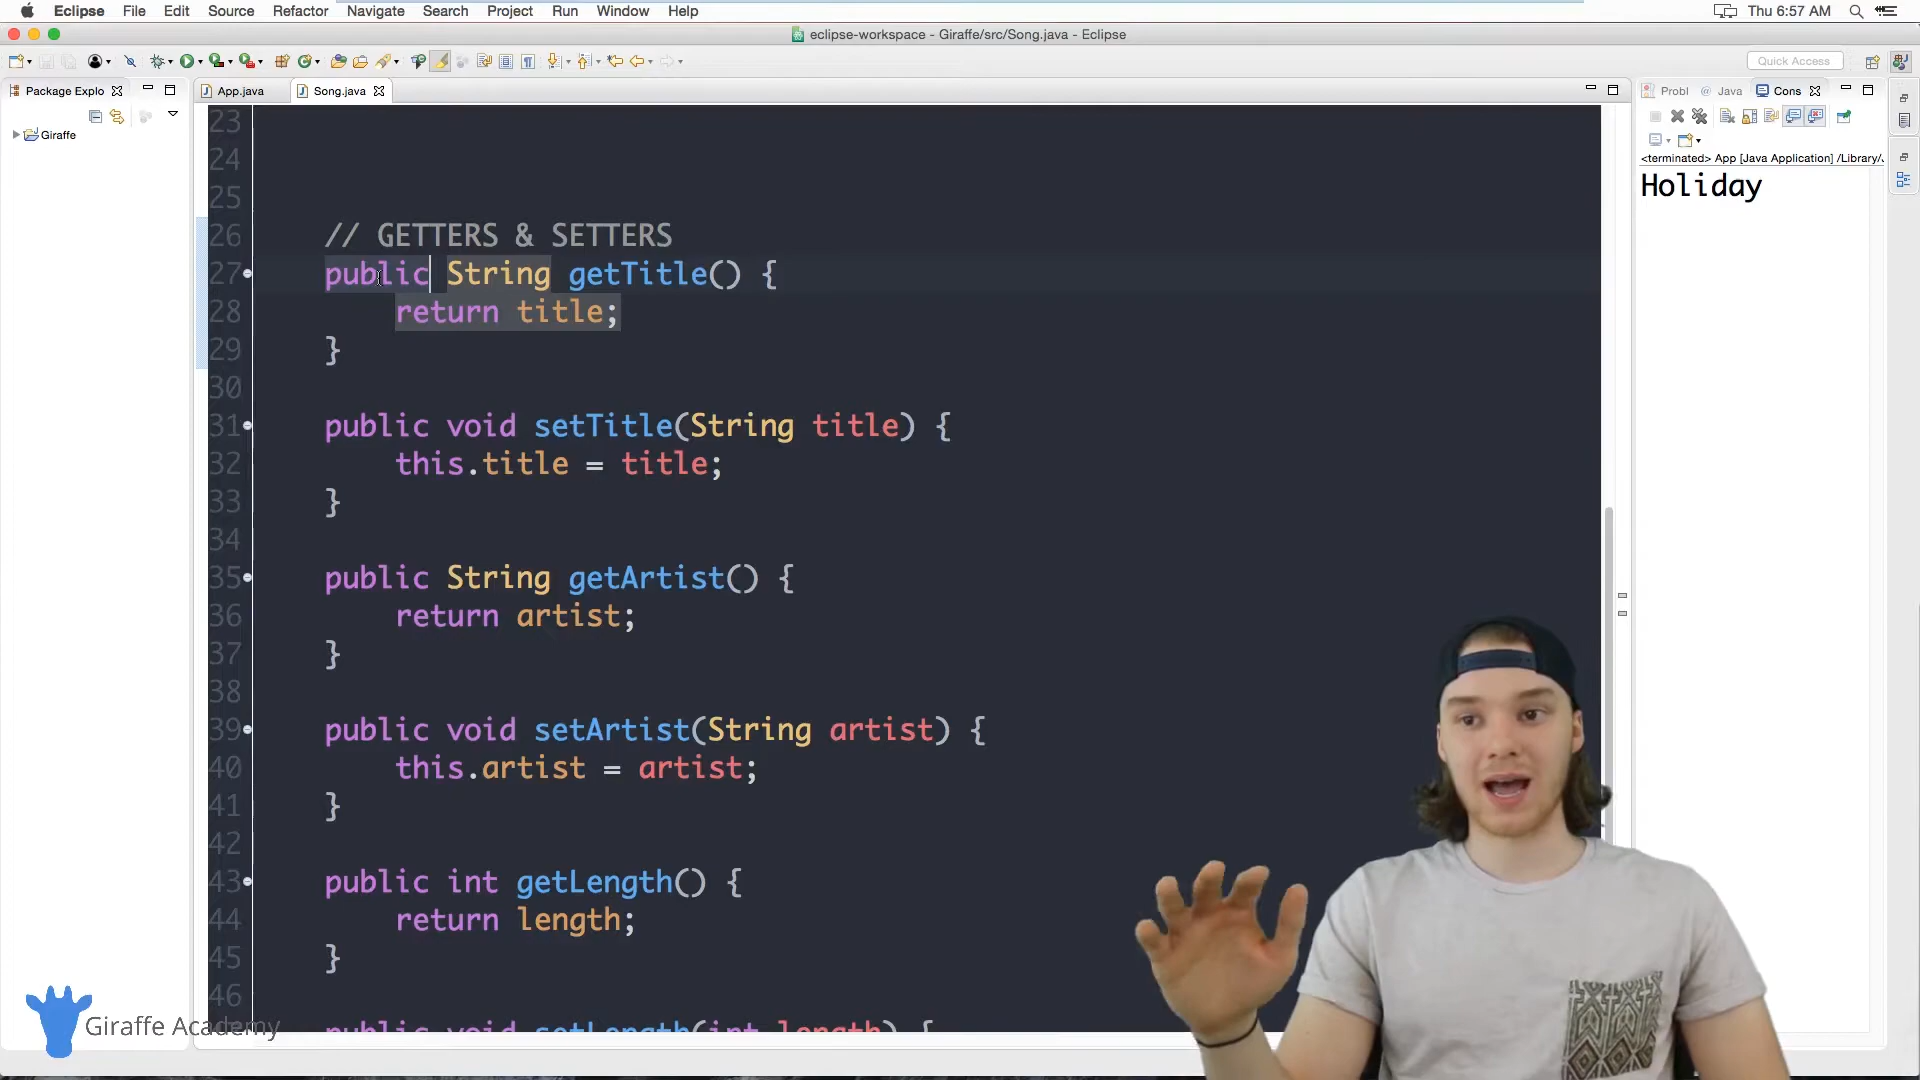 Eclipse File Edit Source Refactor Navigate Search Project Run Window Help Thu 6:57 AM
eclipse-workspace - Giraffe/src/Song.java - Eclipse
Quick Access
Package Explo App.java Song.java Probl Java Cons
Giraffe
<terminated> App [Java Application] /Library/
Holiday
23
24
25
26 // GETTERS & SETTERS
27 public String getTitle() {
28 return title;
29 }
30
31 public void setTitle(String title) {
32 this.title = title;
33 }
34
35 public String getArtist() {
36 return artist;
37 }
38
39 public void setArtist(String artist) {
40 this.artist = artist;
41 }
42
43 public int getLength() {
44 return length;
45 }
46
public void setLength(int length) {
Giraffe Academy